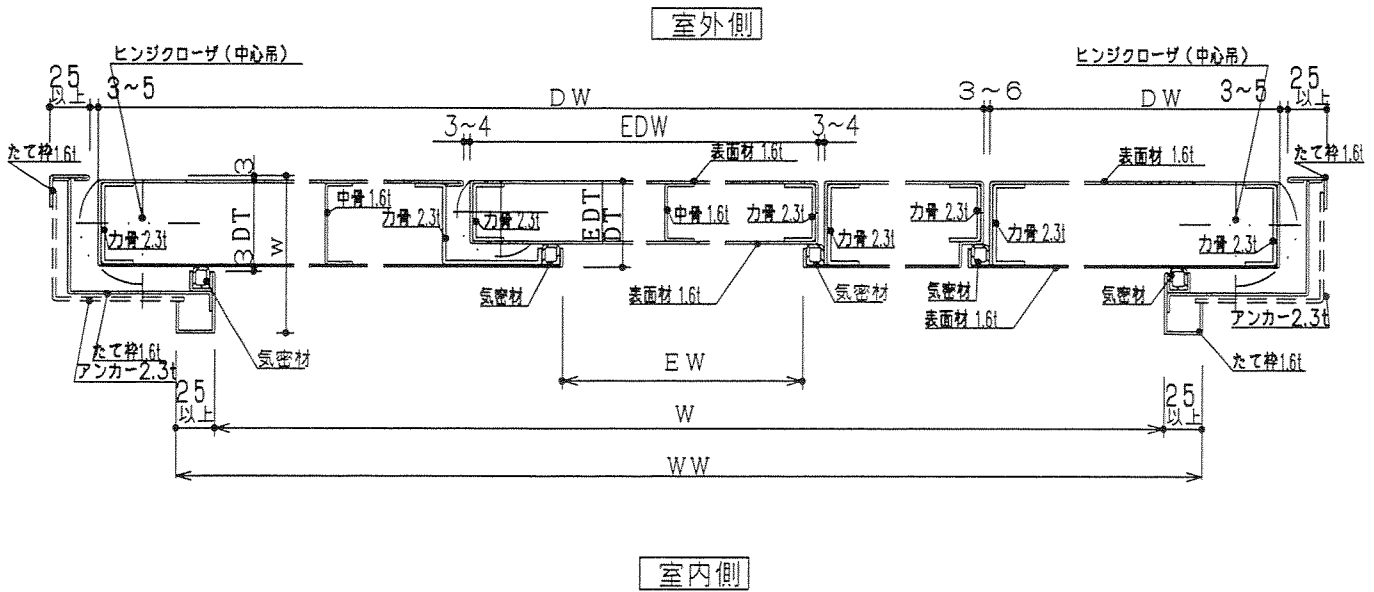 室外側
ヒンジクローザ(中心吊)
ヒンジクローザ(中心吊)
25
以上
3~5
DW
3~6
DW
3~5
25
以上
3~4
EDW
3~4
たて枠1.6t
表面材 1.6t
表面材 1.6t
たて枠1.6t
3
DT
3
w
力骨2.3t
中骨1.6t
力骨2.3t
力骨2.3t
EDT
DT
中骨1.6t
力骨2.3t
力骨2.3t
力骨2.3t
力骨2.3t
力骨2.3t
気密材
表面材 1.6t
気密材
気密材
表面材 1.6t
気密材
アンカー2.3t
たて枠1.6t
アンカー2.3t
気密材
たて枠1.6t
EW
25
以上
W
25
以上
WW
室内側